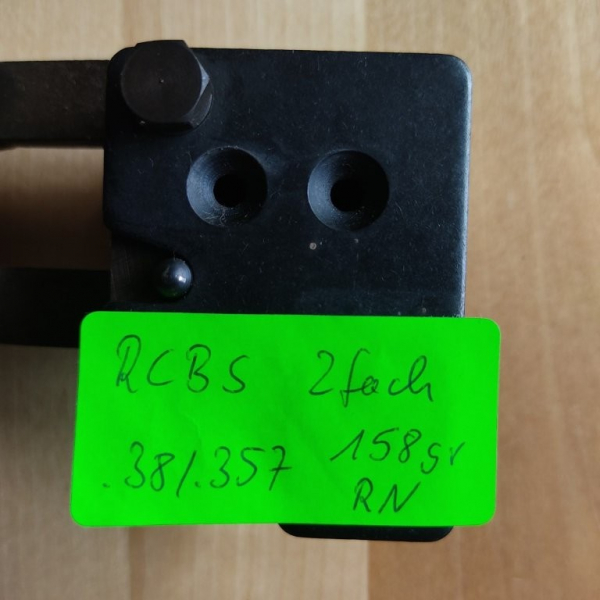 RCBS 2fach
.38/.357 158gr
RN